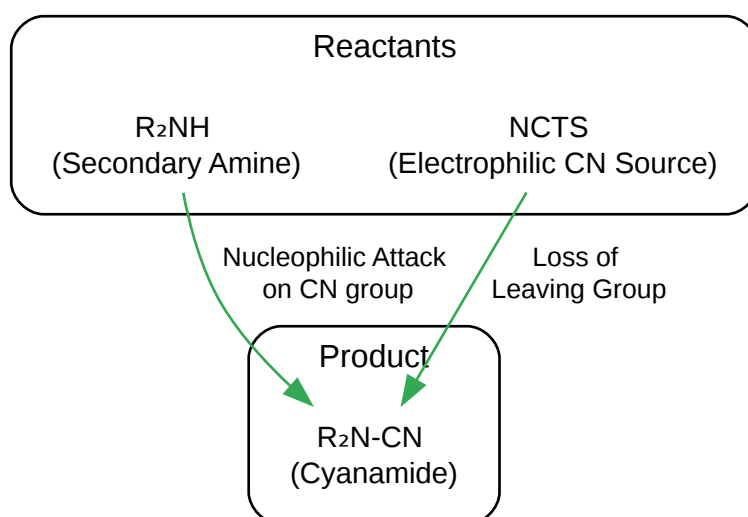 Reactants
R₂NH
(Secondary Amine)
NCTS
(Electrophilic CN Source)
Nucleophilic Attack
on CN group
Loss of
Leaving Group
Product
R₂N-CN
(Cyanamide)